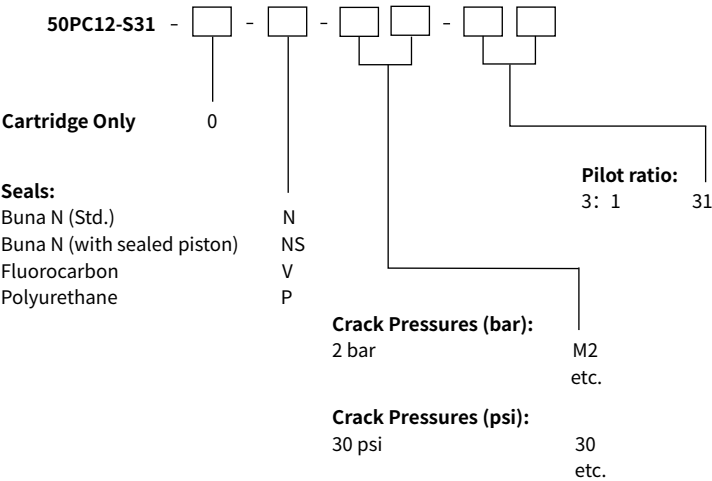 50PC12-S31 - - - -
Cartridge Only 0
Pilot ratio:
3：1 31
Seals:
Buna N (Std.) N
Buna N (with sealed piston) NS
Fluorocarbon V
Polyurethane P
Crack Pressures (bar):
2 bar M2
etc.
Crack Pressures (psi):
30 psi 30
etc.